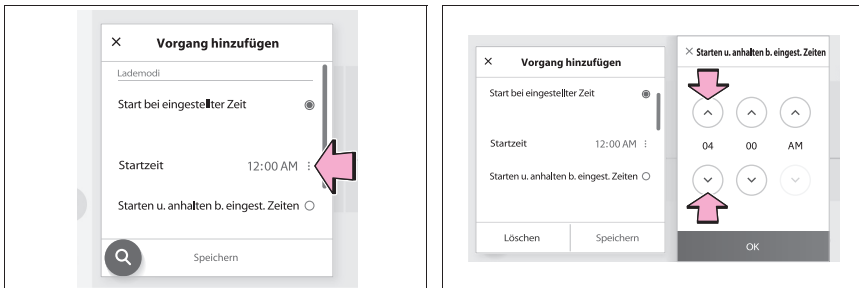 × Vorgang hinzufügen
Lademodi
Start bei eingestellter Zeit
Startzeit 12:00 AM
Starten u. anhalten b. eingest. Zeiten
Speichern
× Vorgang hinzufügen
Start bei eingestellter Zeit
Startzeit 12:00 AM
Starten u. anhalten b. eingest. Zeiten
Löschen Speichern
× Starten u. anhalten b. eingest. Zeiten
04 00 AM
OK